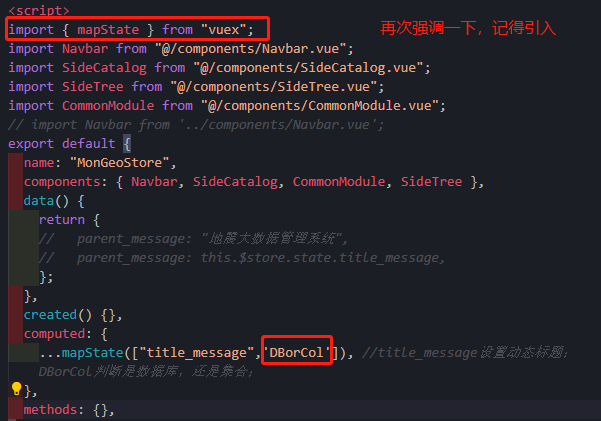 <script>
import { mapState } from "vuex"; 再次强调一下，记得引入
import Navbar from "@/components/Navbar.vue";
import SideCatalog from "@/components/SideCatalog.vue";
import SideTree from "@/components/SideTree.vue";
import CommonModule from "@/components/CommonModule.vue";
// import Navbar from '../components/Navbar.vue';
export default {
name: "MonGeoStore",
components: { Navbar, SideCatalog, CommonModule, SideTree },
data() {
return {
// parent_message: "地震大数据管理系统",
// parent_message: this.$store.state.title_message,
};
},
created() {},
computed: {
...mapState(["title_message",'DBorCol']), //title_message设置动态标题；
DBorCol判断是数据库，还是集合；
},
methods: {},